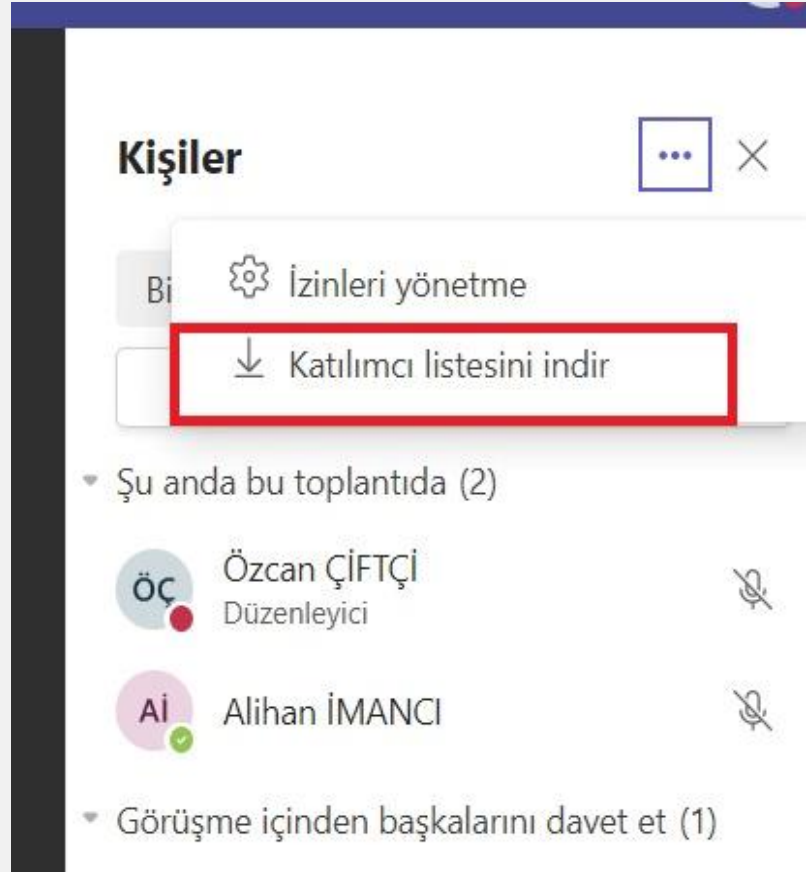 Kişiler
Bi
İzinleri yönetme
Katılımcı listesini indir
Şu anda bu toplantıda (2)
ÖÇ
Özcan ÇİFTÇİ
Düzenleyici
Aİ
Alihan İMANCI
Görüşme içinden başkalarını davet et (1)